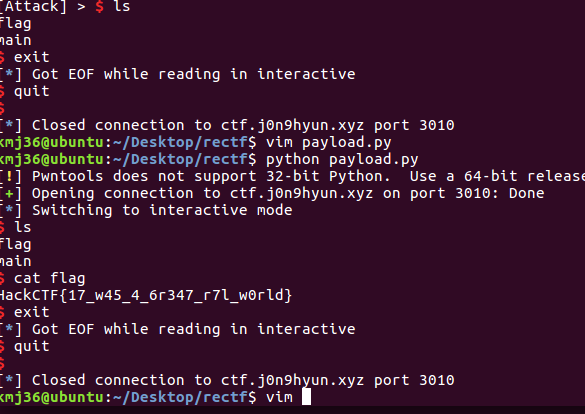 [Attack] > $ ls
flag
main
$ exit
[*] Got EOF while reading in interactive
$ quit
$
[*] Closed connection to ctf.j0n9hyun.xyz port 3010
kmj36@ubuntu:~/Desktop/rectf$ vim payload.py
kmj36@ubuntu:~/Desktop/rectf$ python payload.py
[!] Pwntools does not support 32-bit Python.  Use a 64-bit release
[+] Opening connection to ctf.j0n9hyun.xyz on port 3010: Done
[*] Switching to interactive mode
$ ls
flag
main
$ cat flag
HackCTF{17_w45_4_6r347_r7l_w0rld}
$ exit
[*] Got EOF while reading in interactive
$ quit
$
[*] Closed connection to ctf.j0n9hyun.xyz port 3010
kmj36@ubuntu:~/Desktop/rectf$ vim